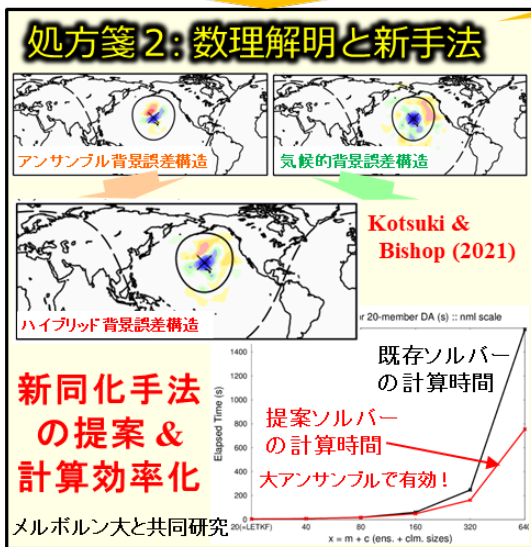 処方箋2: 数理解明と新手法
アンサンブル背景誤差構造
気候的背景誤差構造
Kotsuki &
Bishop (2021)
ハイブリッド背景誤差構造
新同化手法
の提案 &
計算効率化
メルボルン大と共同研究
or 20-member DA (s) :: nml scale
既存ソルバー
の計算時間
提案ソルバー
の計算時間
大アンサンブルで有効！
Elapsed Time (s)
1400
1200
1000
800
600
400
200
0
20(=LETKF)
40
80
160
320
640
x = m + c (ens. + clm. sizes)